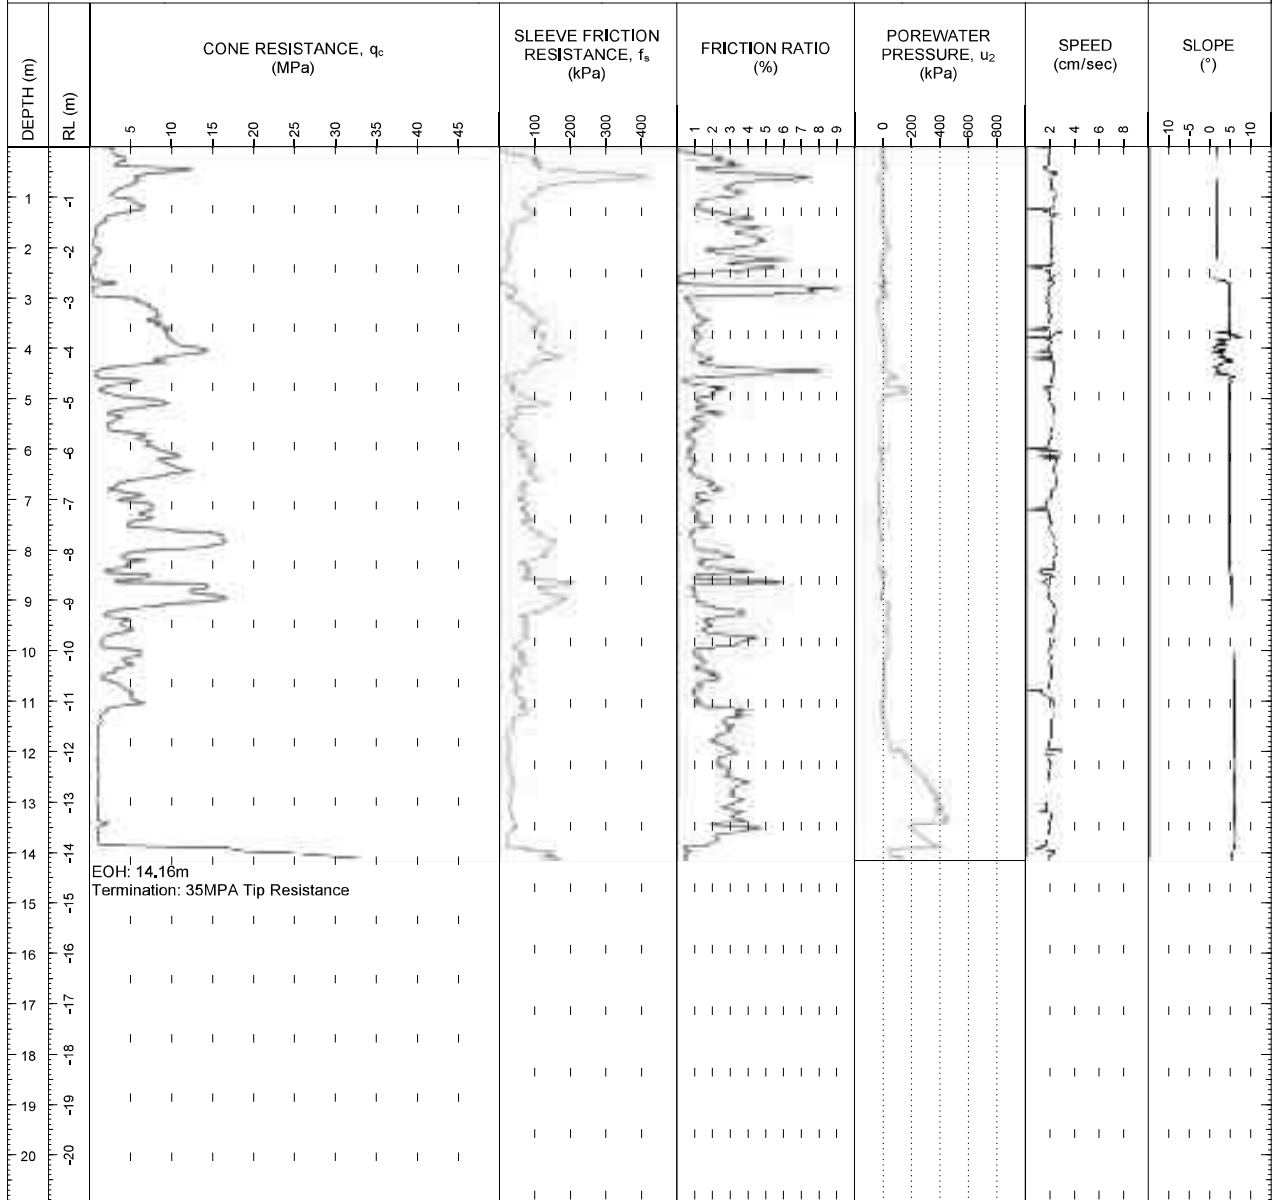 DEPTH (m)
RL (m)
CONE RESISTANCE, qc
(MPa)
SLEEVE FRICTION
RESISTANCE, fs
(kPa)
FRICTION RATIO
(%)
POREWATER
PRESSURE, u2
(kPa)
SPEED
(cm/sec)
SLOPE
(°)
5 10 15 20 25 30 35 40 45
100 200 300 400
1 2 3 4 5 6 7 8 9
0 200 400 600 800
2 4 6 8
-10 -5 0 5 10
1 -1
2 -2
3 -3
4 -4
5 -5
6 -6
7 -7
8 -8
9 -9
10 -10
11 -11
12 -12
13 -13
14 -14
EOH: 14.16m
Termination: 35MPA Tip Resistance
15 -15
16 -16
17 -17
18 -18
19 -19
20 -20